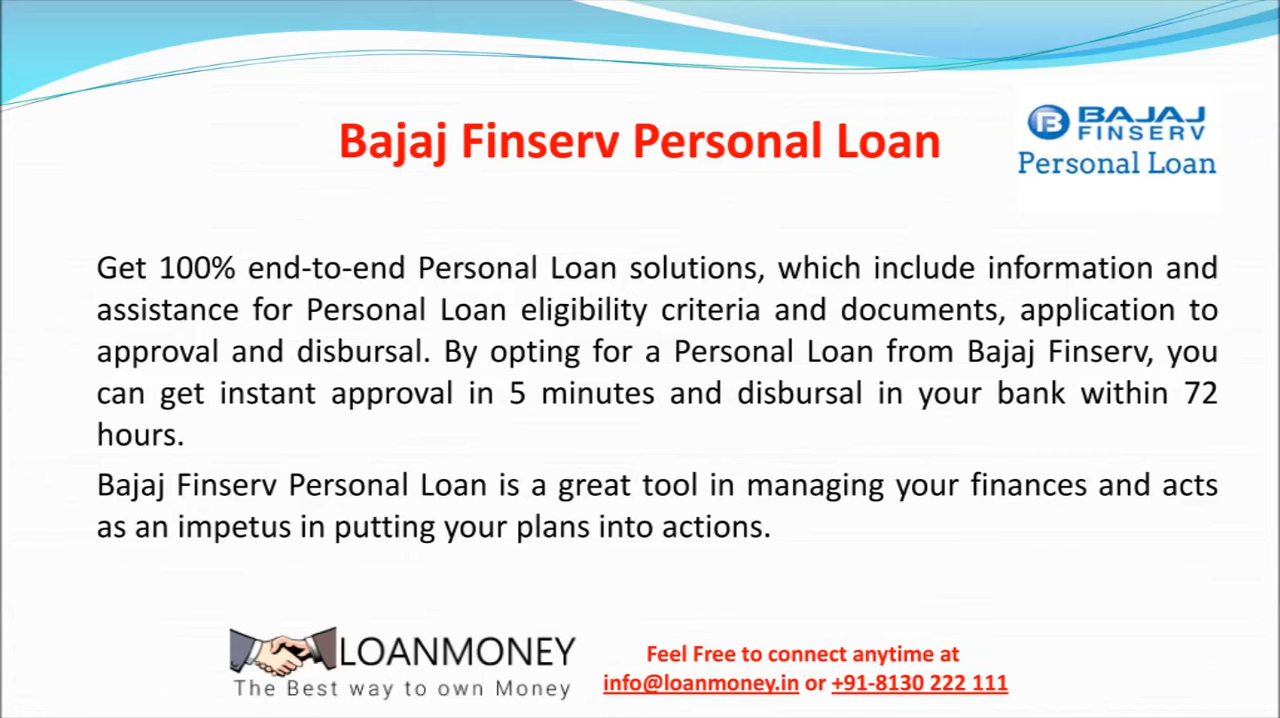 Bajaj Finserv Personal Loan
BAJAJ
FINSERV
Personal Loan
Get 100% end-to-end Personal Loan solutions, which include information and
assistance for Personal Loan eligibility criteria and documents, application to
approval and disbursal. By opting for a Personal Loan from Bajaj Finserv, you
can get instant approval in 5 minutes and disbursal in your bank within 72
hours.
Bajaj Finserv Personal Loan is a great tool in managing your finances and acts
as an impetus in putting your plans into actions.
LOANMONEY
The Best way to own Money
Feel Free to connect anytime at
info@loanmoney.in or +91-8130 222 111